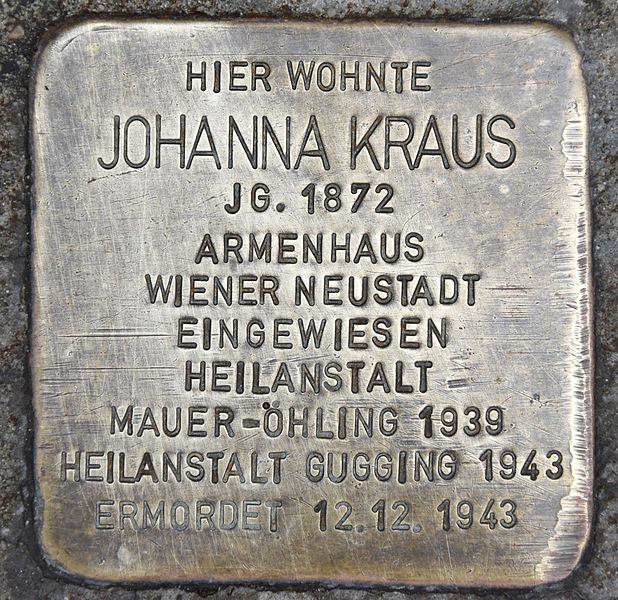 HIER WOHNTE
JOHANNA KRAUS
JG. 1872
ARMENHAUS
WIENER NEUSTADT
EINGEWIESEN
HEILANSTALT
MAUER-ÖHLING 1939
HEILANSTALT GUGGING 1943
ERMORDET 12.12. 1943